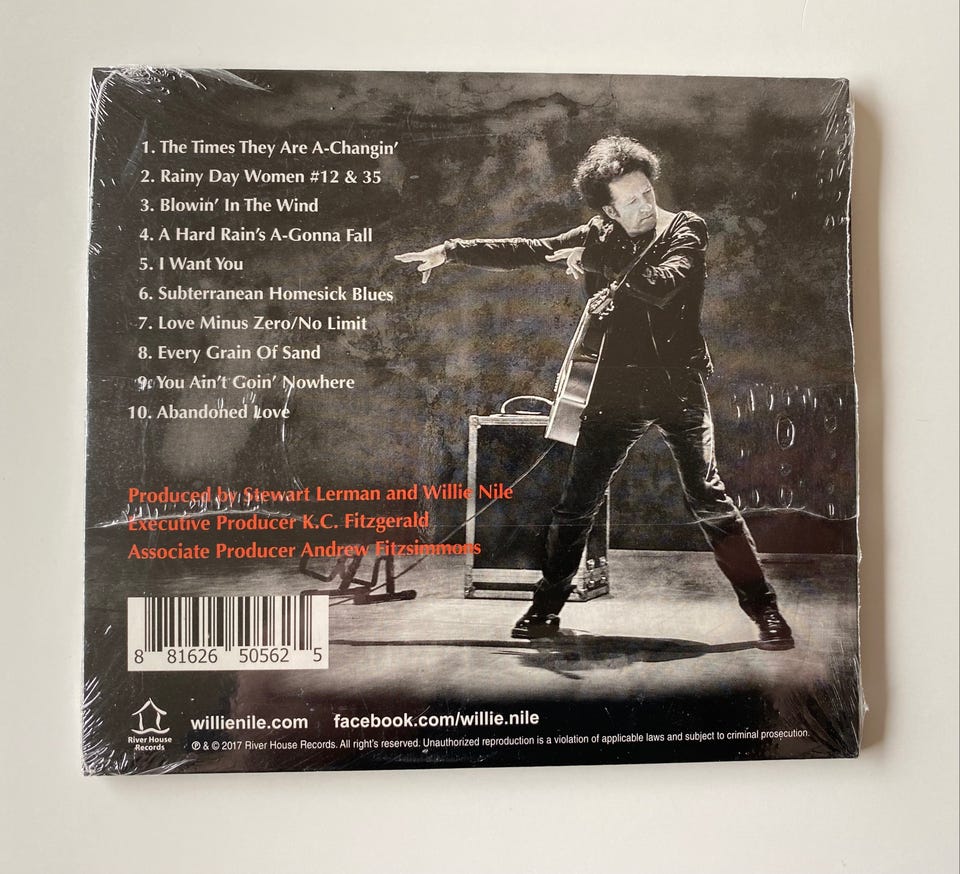 1. The Times They Are A-Changin'
2. Rainy Day Women #12 & 35
3. Blowin' In The Wind
4. A Hard Rain's A-Gonna Fall
5. I Want You
6. Subterranean Homesick Blues
7. Love Minus Zero/No Limit
8. Every Grain Of Sand
9. You Ain't Goin' Nowhere
10. Abandoned Love
Produced by Stewart Lerman and Willie Nile
Executive Producer K.C. Fitzgerald
Associate Producer Andrew Fitzsimmons
8 81626 50562 5
River House
Records
willienile.com facebook.com/willie.nile
℗ & © 2017 River House Records. All right's reserved. Unauthorized reproduction is a violation of applicable laws and subject to criminal prosecution.